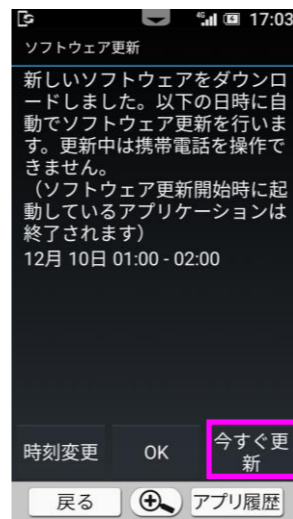 4G 17:03
ソフトウェア更新
新しいソフトウェアをダウンロ
ードしました。以下の日時に自
動でソフトウェア更新を行いま
す。更新中は携帯電話を操作で
きません。
（ソフトウェア更新開始時に起
動しているアプリケーションは
終了されます）
12月 10日 01:00 - 02:00
時刻変更
OK
今すぐ更
新
戻る
アプリ履歴